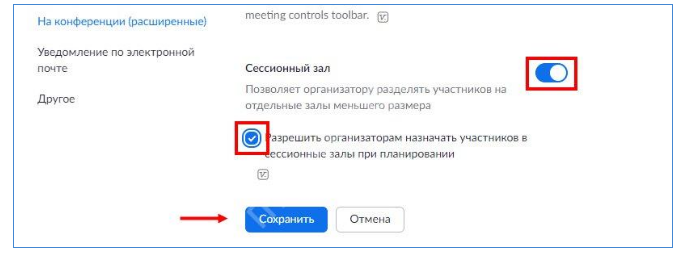 meeting controls toolbar.
На конференции (расширенные)
Уведомление по электронной
почте
Другое
Сессионный зал
Позволяет организатору разделять участников на
отдельные залы меньшего размера
Разрешить организаторам назначать участников в
сессионные залы при планировании
Сохранить
Отмена